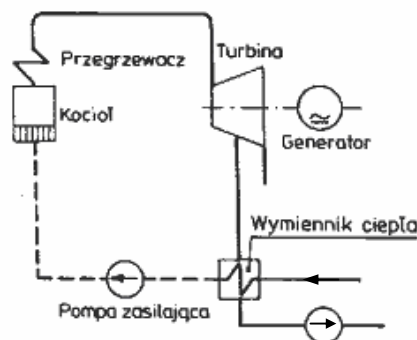 Turbina
Przegrzewacz
Kocioł
Generator
Wymiennik ciepła
Pompa zasilająca